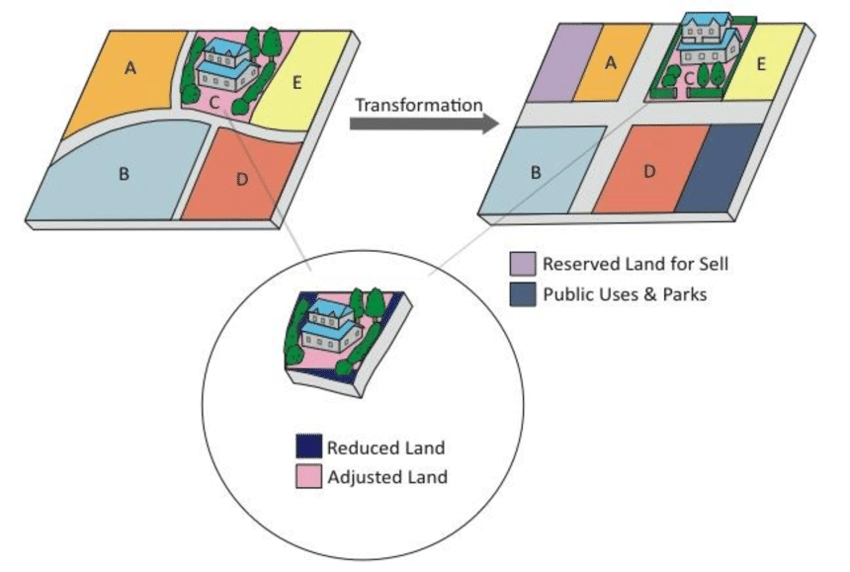 A
C
E
B
D
Transformation
A
C
E
B
D
Reserved Land for Sell
Public Uses & Parks
Reduced Land
Adjusted Land